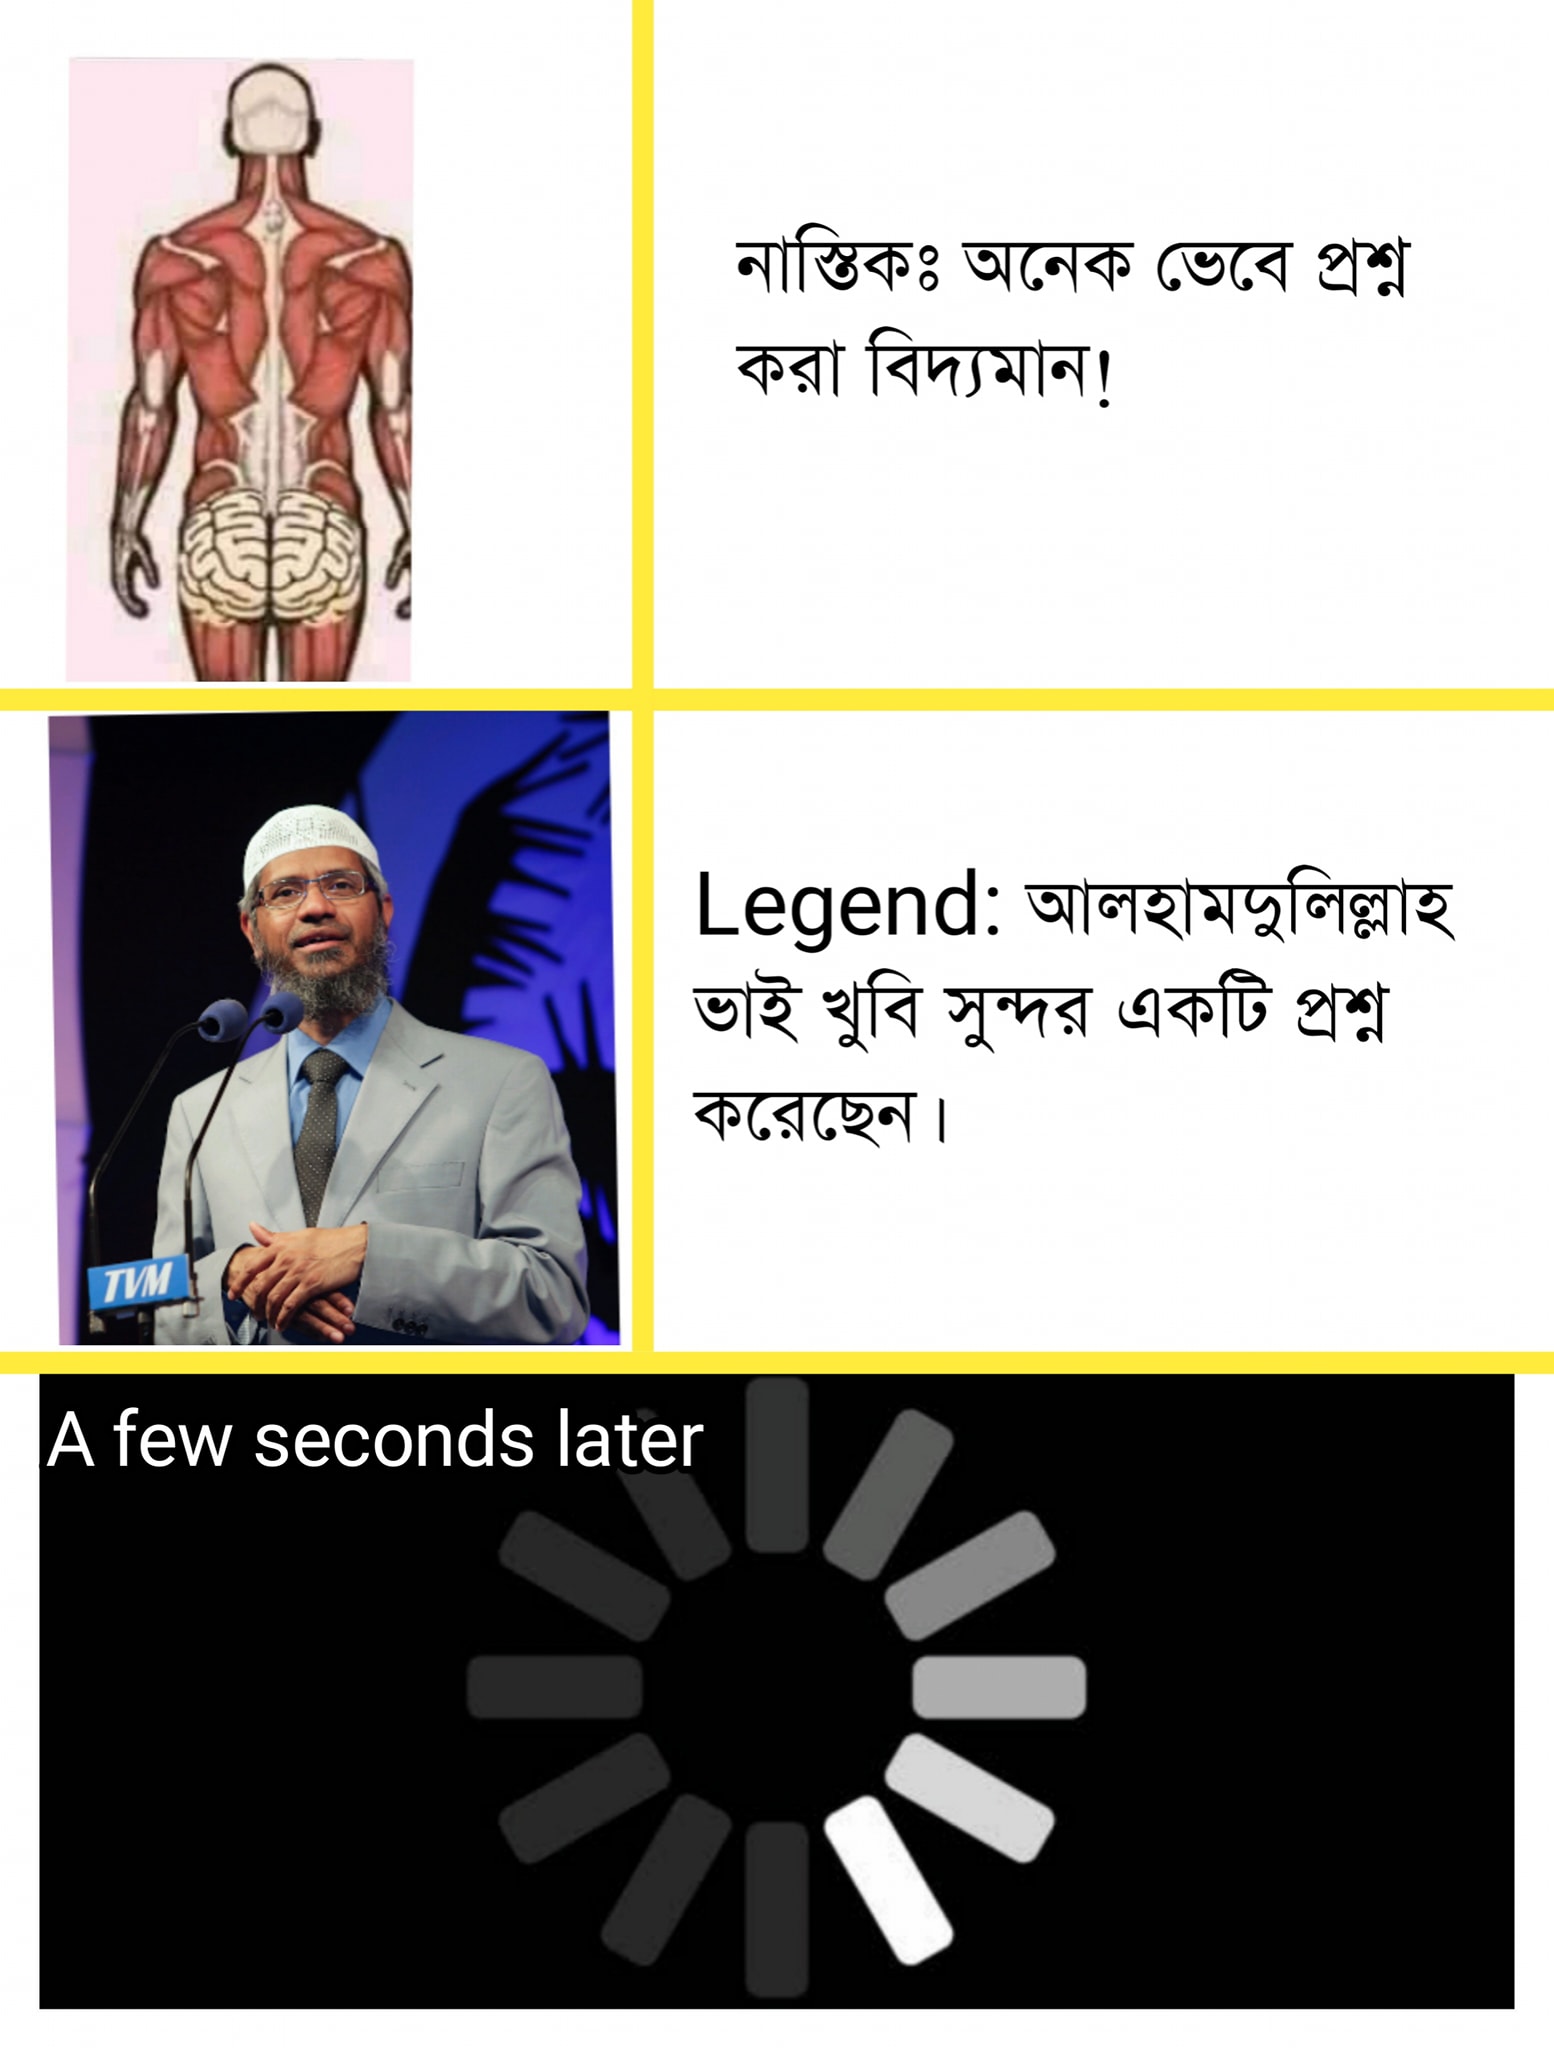 নাস্তিকঃ অনেক ভেবে প্রশ্ন
করা বিদ্যমান!
Legend: আলহামদুলিল্লাহ
ভাই খুবি সুন্দর একটি প্রশ্ন
করেছেন।
TVM
A few seconds later